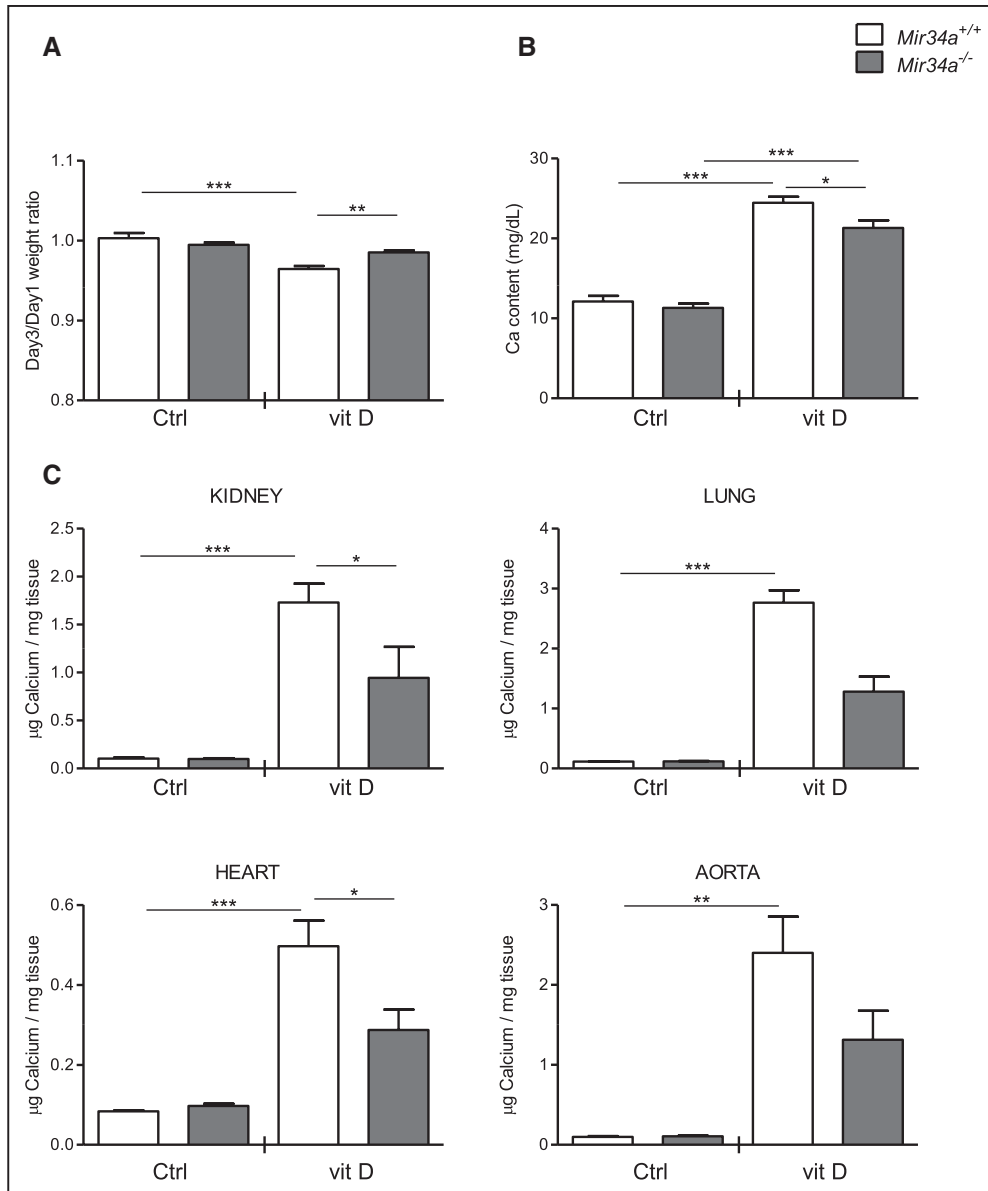 A
B
Mir34a+/+
Mir34a-/-
Day3/Day1 weight ratio
1.1
1.0
0.9
0.8
***
**
Ctrl
vit D
Ca content (mg/dL)
30
20
10
0
***
***
*
Ctrl
vit D
C
KIDNEY
µg Calcium / mg tissue
2.5
2.0
1.5
1.0
0.5
0.0
***
*
Ctrl
vit D
LUNG
µg Calcium / mg tissue
4
3
2
1
0
***
Ctrl
vit D
HEART
µg Calcium / mg tissue
0.6
0.4
0.2
0.0
***
*
Ctrl
vit D
AORTA
µg Calcium / mg tissue
3
2
1
0
**
Ctrl
vit D